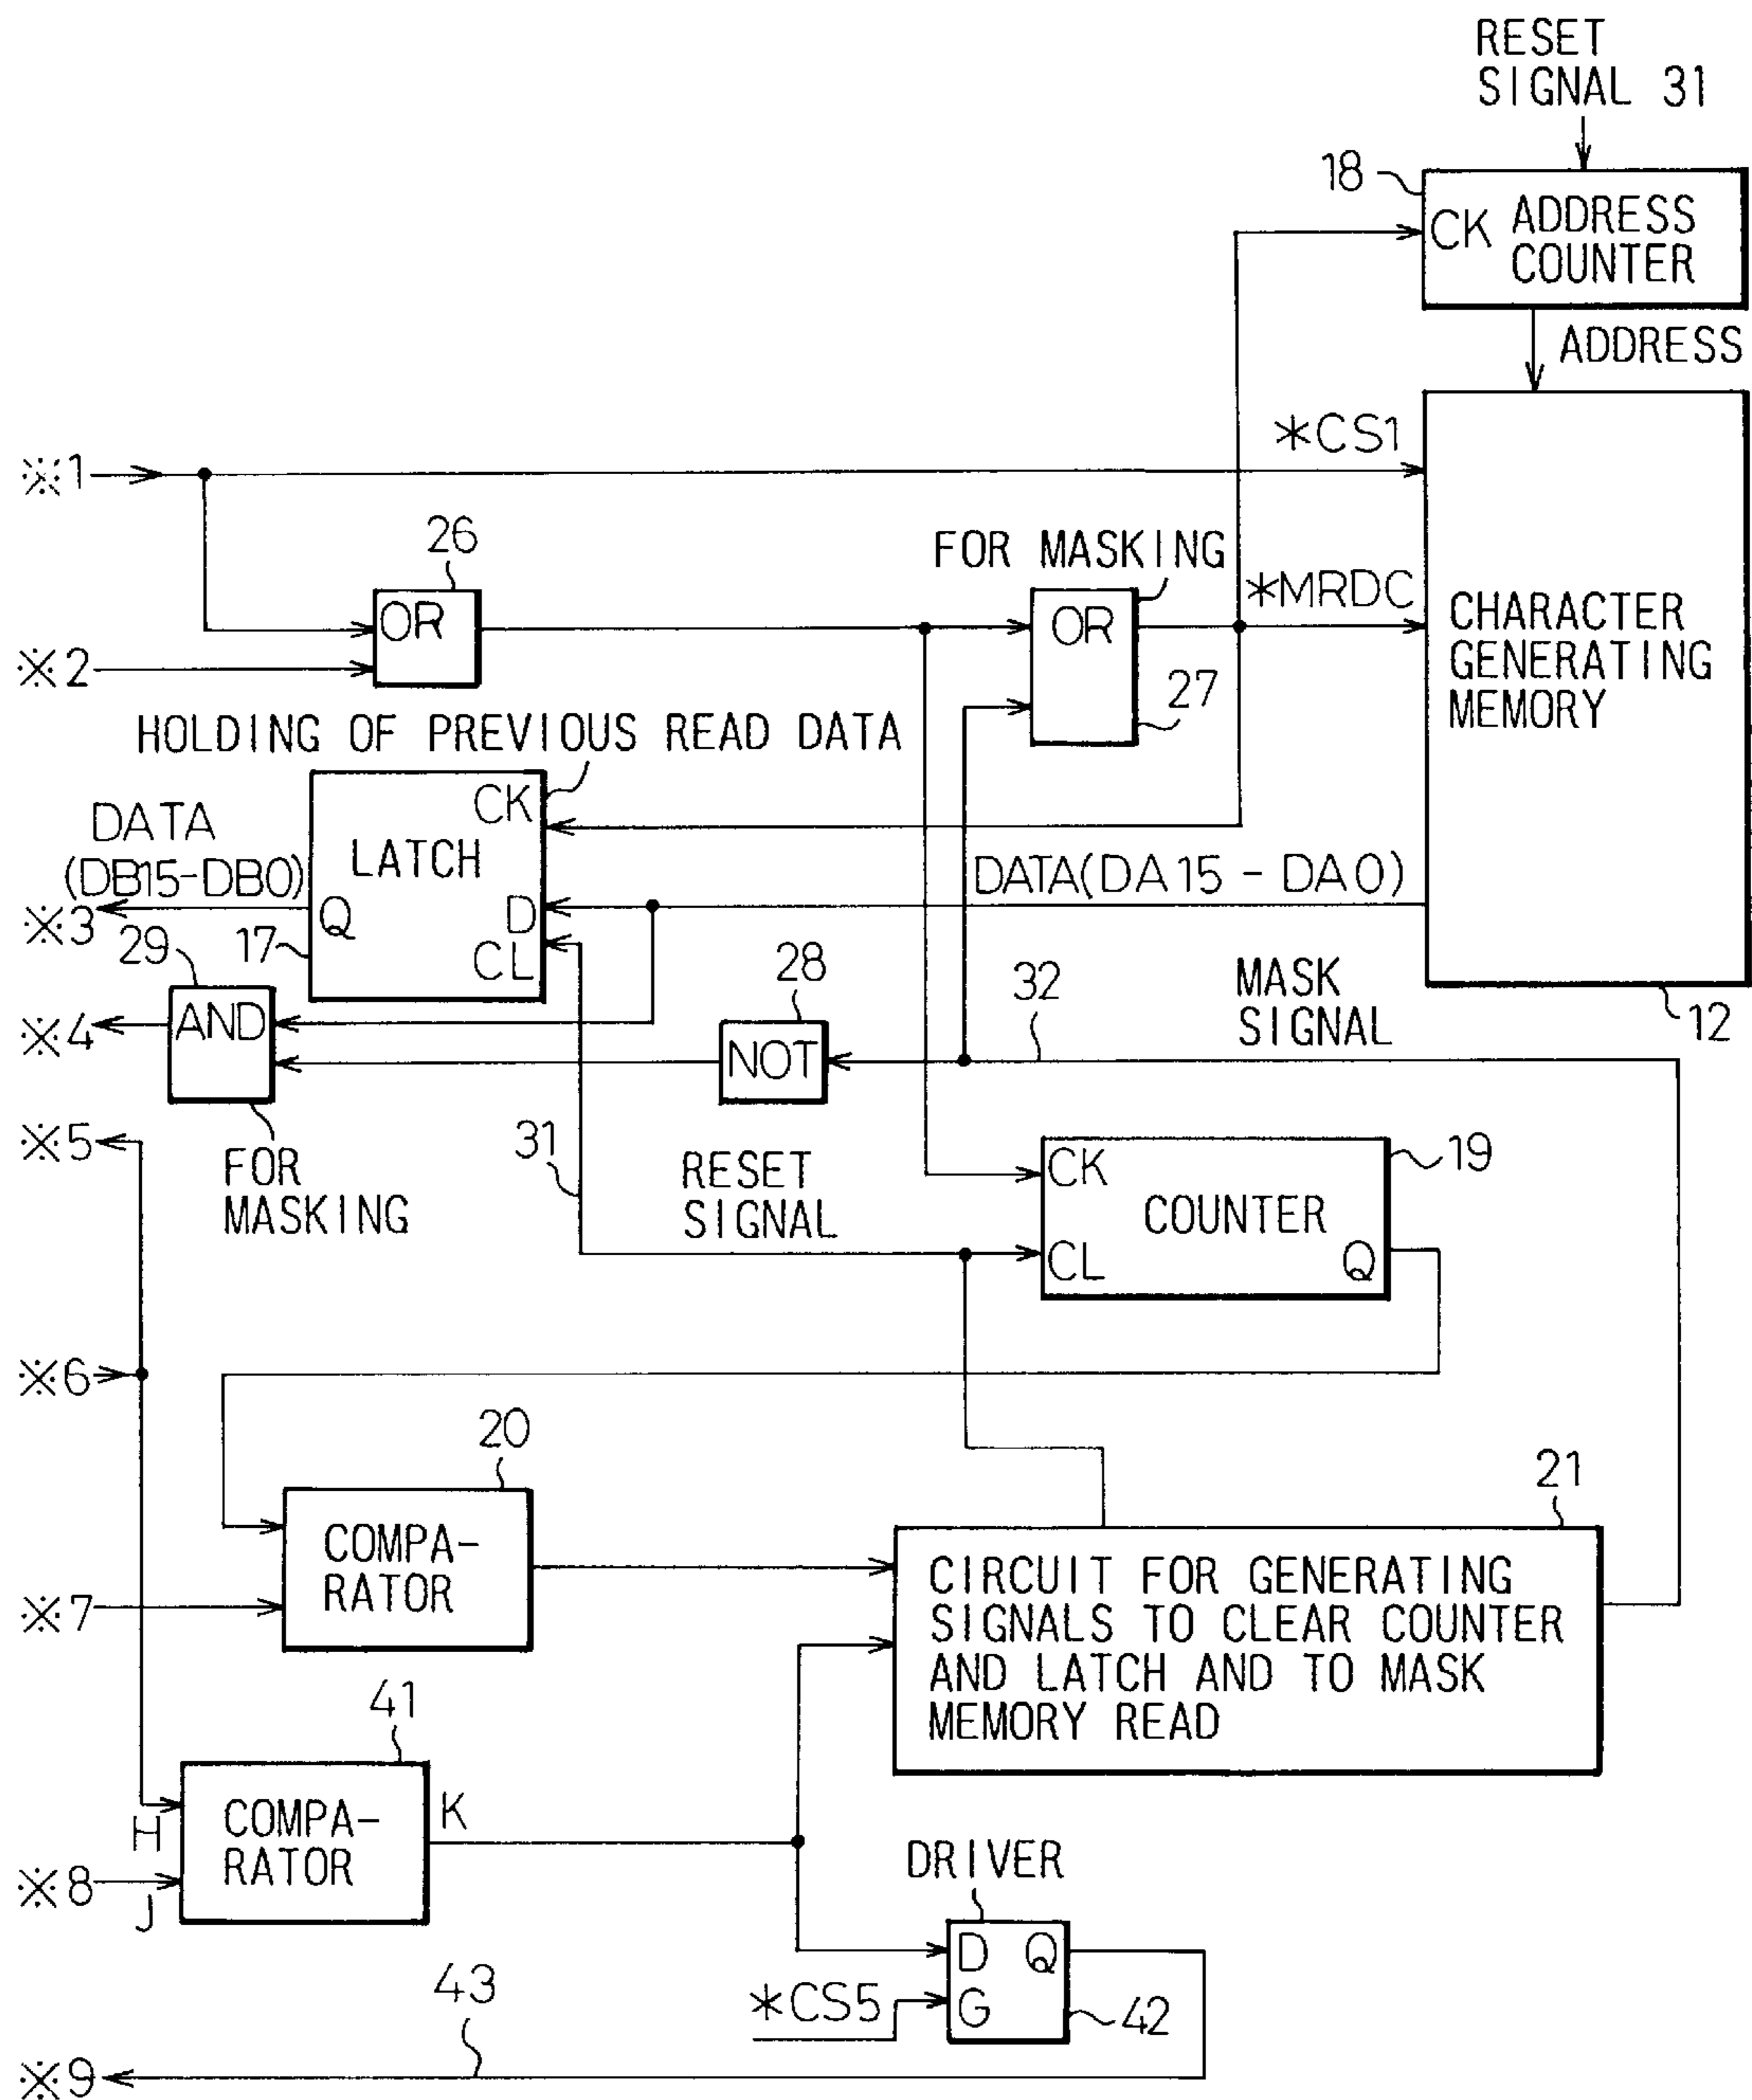 RESET
SIGNAL 31
18
CK
ADDRESS
COUNTER
ADDRESS
*CS1
※1
26
FOR MASKING
OR
OR
*MRDC
※2
27
CHARACTER
GENERATING
MEMORY
HOLDING OF PREVIOUS READ DATA
CK
DATA
(DB15-DB0)
LATCH
DATA(DA15 - DA0)
※3
Q
D
17
CL
29
28
32
MASK
SIGNAL
12
※4
AND
NOT
※5
FOR
MASKING
31
RESET
SIGNAL
CK
19
COUNTER
CL
Q
※6
20
21
COMPA-
RATOR
※7
CIRCUIT FOR GENERATING
SIGNALS TO CLEAR COUNTER
AND LATCH AND TO MASK
MEMORY READ
41
K
H
COMPA-
RATOR
※8
J
DRIVER
D Q
*CS5
G
42
43
※9